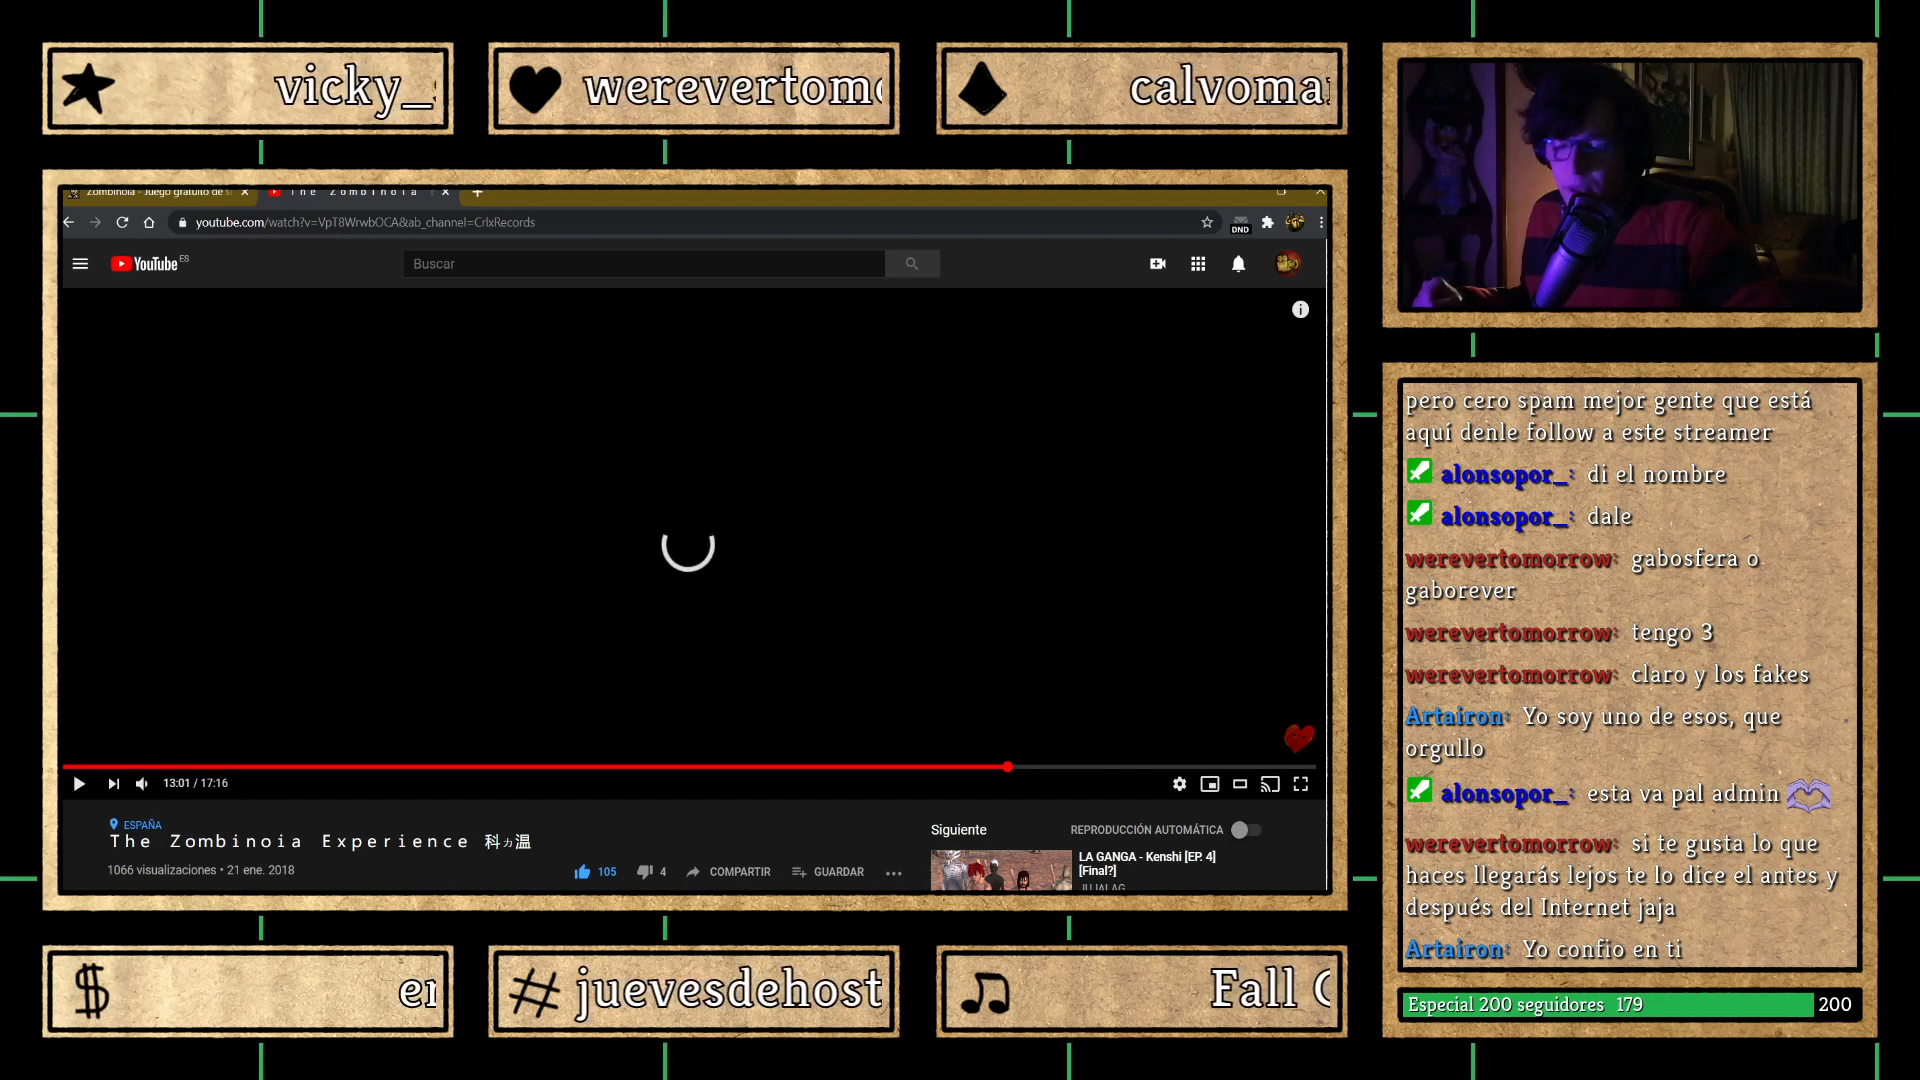 vicky_
werevertom
calvoma
Zombinoia - Juego gratuito de s
The Zombinoia
youtube.com/watch?v=VpT8WrwbOCA&ab_channel=CrlxRecords
DND
YouTube ES
Buscar
13:01 / 17:16
ESPAÑA
The Zombinoia Experience 科ヵ温
1066 visualizaciones • 21 ene. 2018
105
4
COMPARTIR
GUARDAR
Siguiente
REPRODUCCIÓN AUTOMÁTICA
LA GANGA - Kenshi [EP. 4]
[Final?]
JUJALAG
pero cero spam mejor gente que está
aquí denle follow a este streamer
alonsopor_: di el nombre
alonsopor_: dale
werevertomorrow: gabosfera o
gaborever
werevertomorrow: tengo 3
werevertomorrow: claro y los fakes
Artairon: Yo soy uno de esos, que
orgullo
alonsopor_: esta va pal admin
werevertomorrow: si te gusta lo que
haces llegarás lejos te lo dice el antes y
después del Internet jaja
Artairon: Yo confio en ti
Especial 200 seguidores 179
200
$
# juevesdehost
Fall